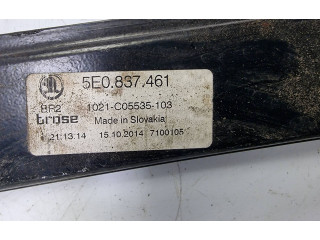 5E0.837.461
BR2 1021-C05535-103
brose Made in Slovakia
21:13:14 15.10.2014 7100105